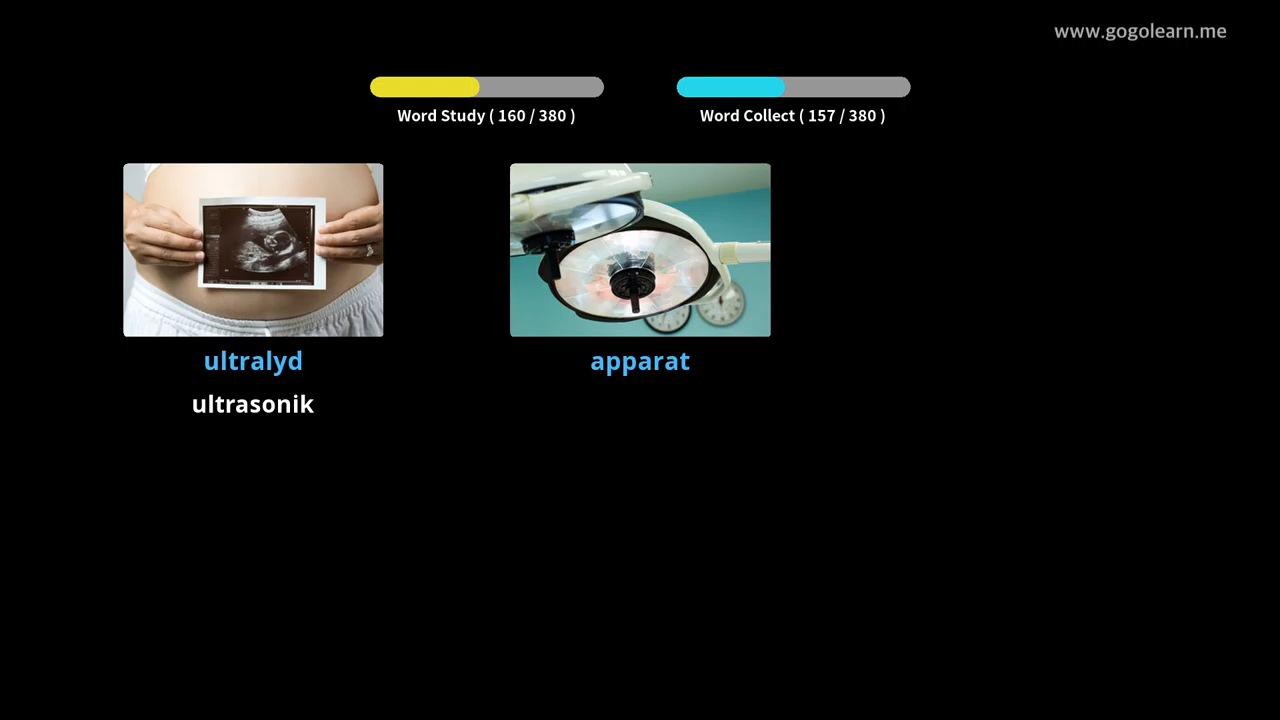 www.gogolearn.me
Word Study ( 160 / 380 )
Word Collect ( 157 / 380 )
ultralyd
apparat
ultrasonik